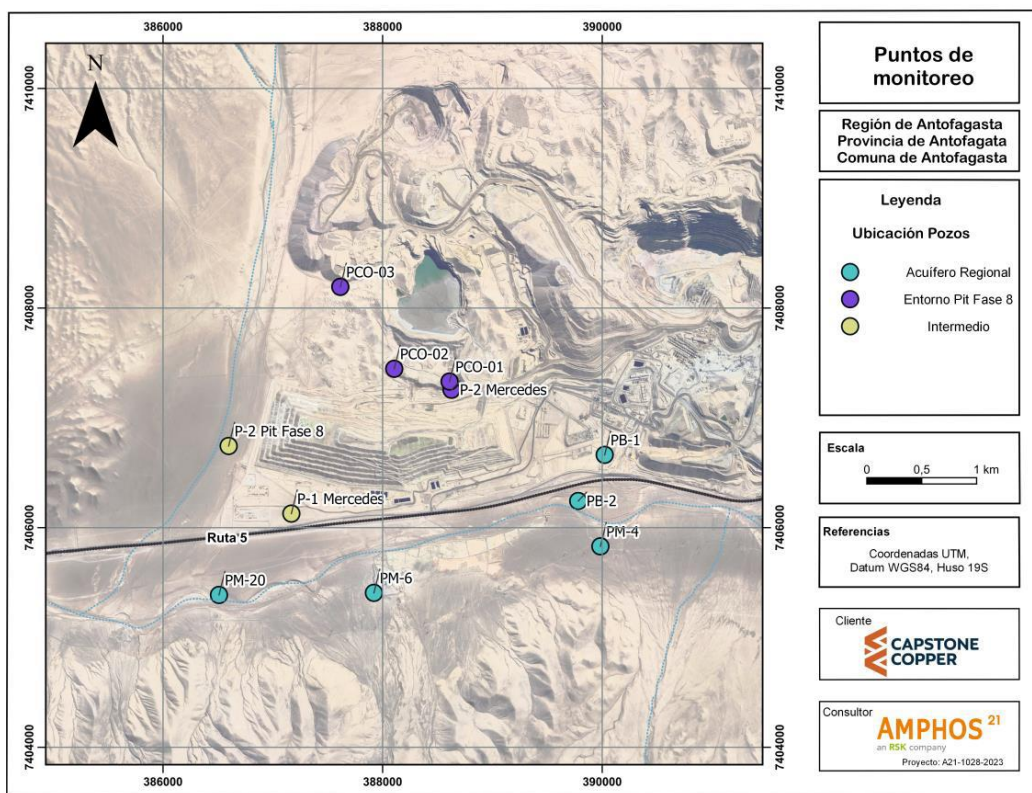 386000
388000
390000
7410000
7408000
7406000
7404000
7410000
7408000
7406000
7404000
N
PCO-03
PCO-02
PCO-01
P-2 Mercedes
P-2 Pit Fase 8
PB-1
P-1 Mercedes
PB-2
Ruta 5
PM-4
PM-20
PM-6
386000
388000
390000
Puntos de
monitoreo
Región de Antofagasta
Provincia de Antofagata
Comuna de Antofagasta
Leyenda
Ubicación Pozos
Acuífero Regional
Entorno Pit Fase 8
Intermedio
Escala
0 0,5 1 km
Referencias
Coordenadas UTM,
Datum WGS84, Huso 19S
Cliente
CAPSTONE
COPPER
Consultor
AMPHOS 21
an RSK company
Proyecto: A21-1028-2023